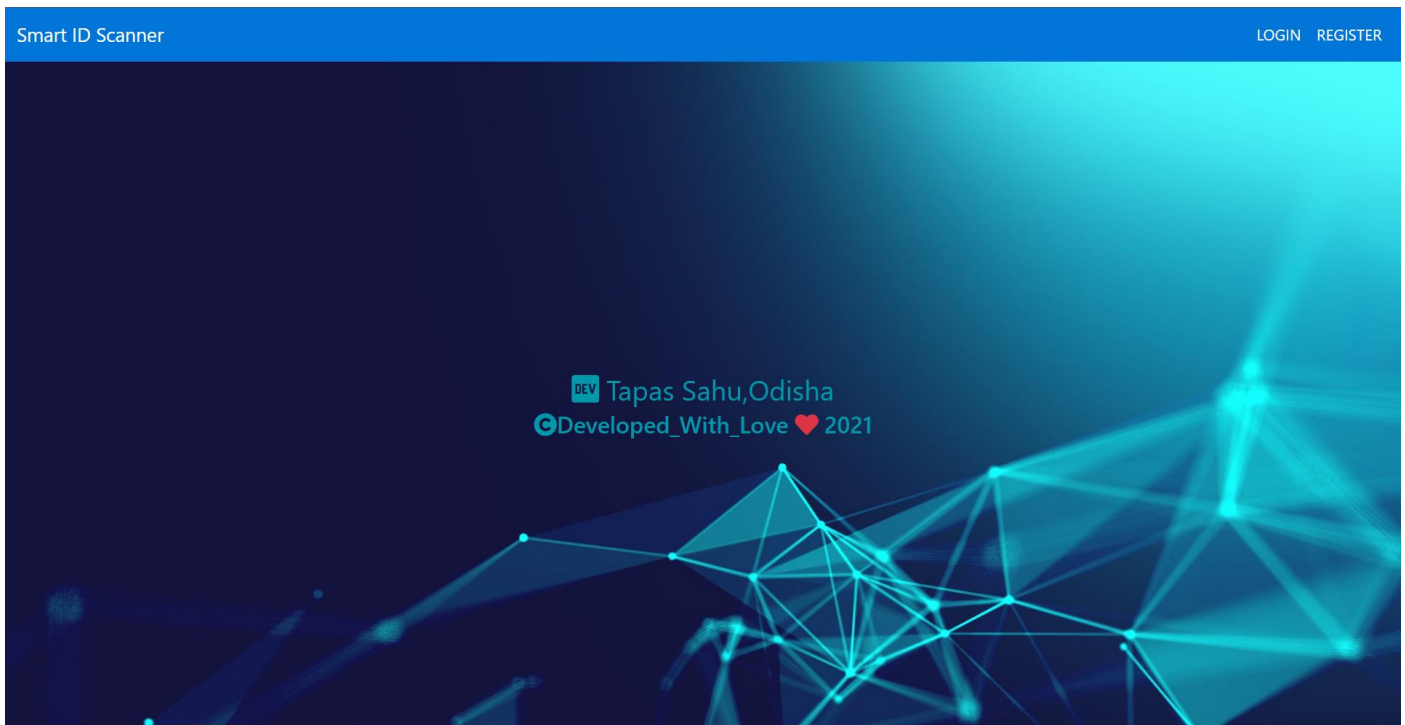 Smart ID Scanner
LOGIN REGISTER
DEV Tapas Sahu,Odisha
©Developed_With_Love ❤ 2021